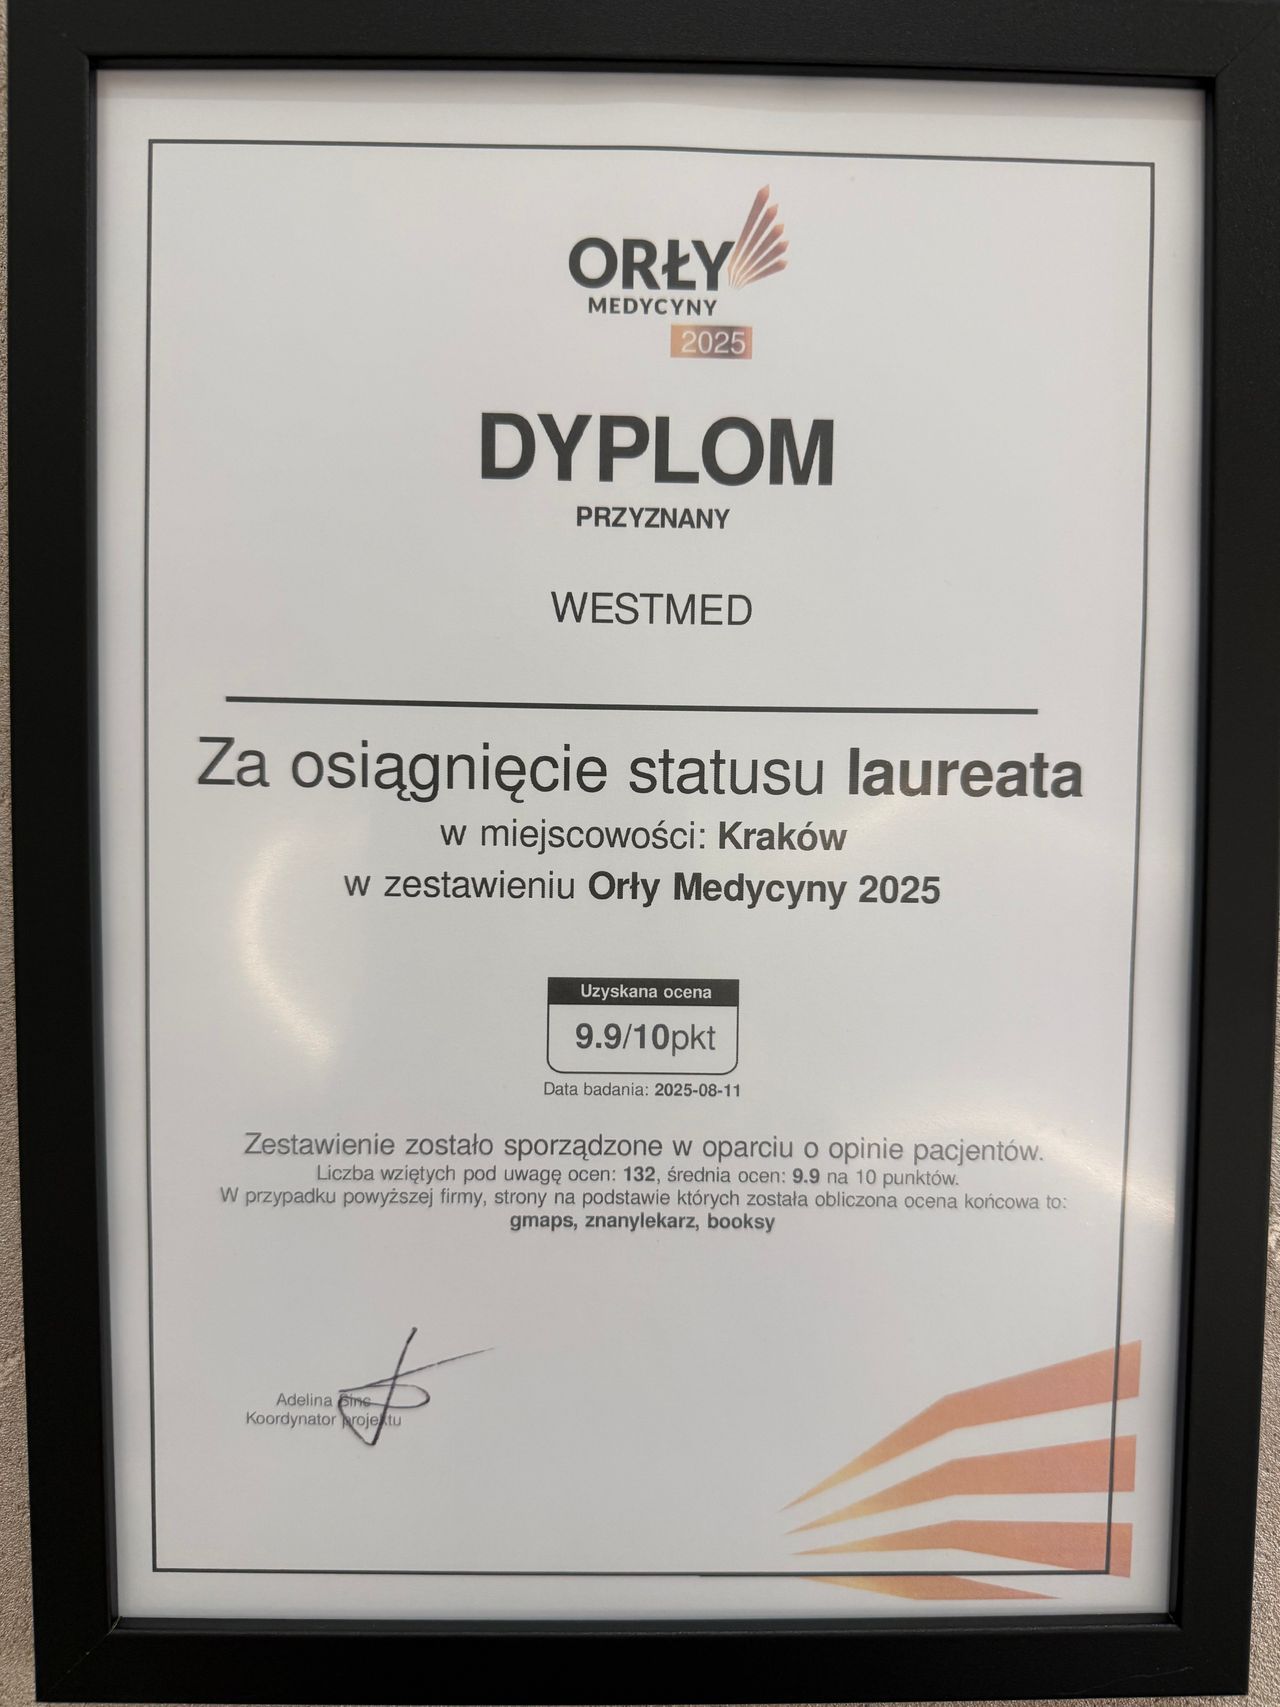 ORŁY
MEDYCYNY
2025
DYPLOM
PRZYZNANY
WESTMED
Za osiągnięcie statusu laureata
w miejscowości: Kraków
w zestawieniu Orły Medycyny 2025
Uzyskana ocena
9.9/10pkt
Data badania: 2025-08-11
Zestawienie zostało sporządzone w oparciu o opinie pacjentów.
Liczba wziętych pod uwagę ocen: 132, średnia ocen: 9.9 na 10 punktów.
W przypadku powyższej firmy, strony na podstawie których została obliczona ocena końcowa to:
gmaps, znanylekarz, booksy
Adelina
Koordynator projektu